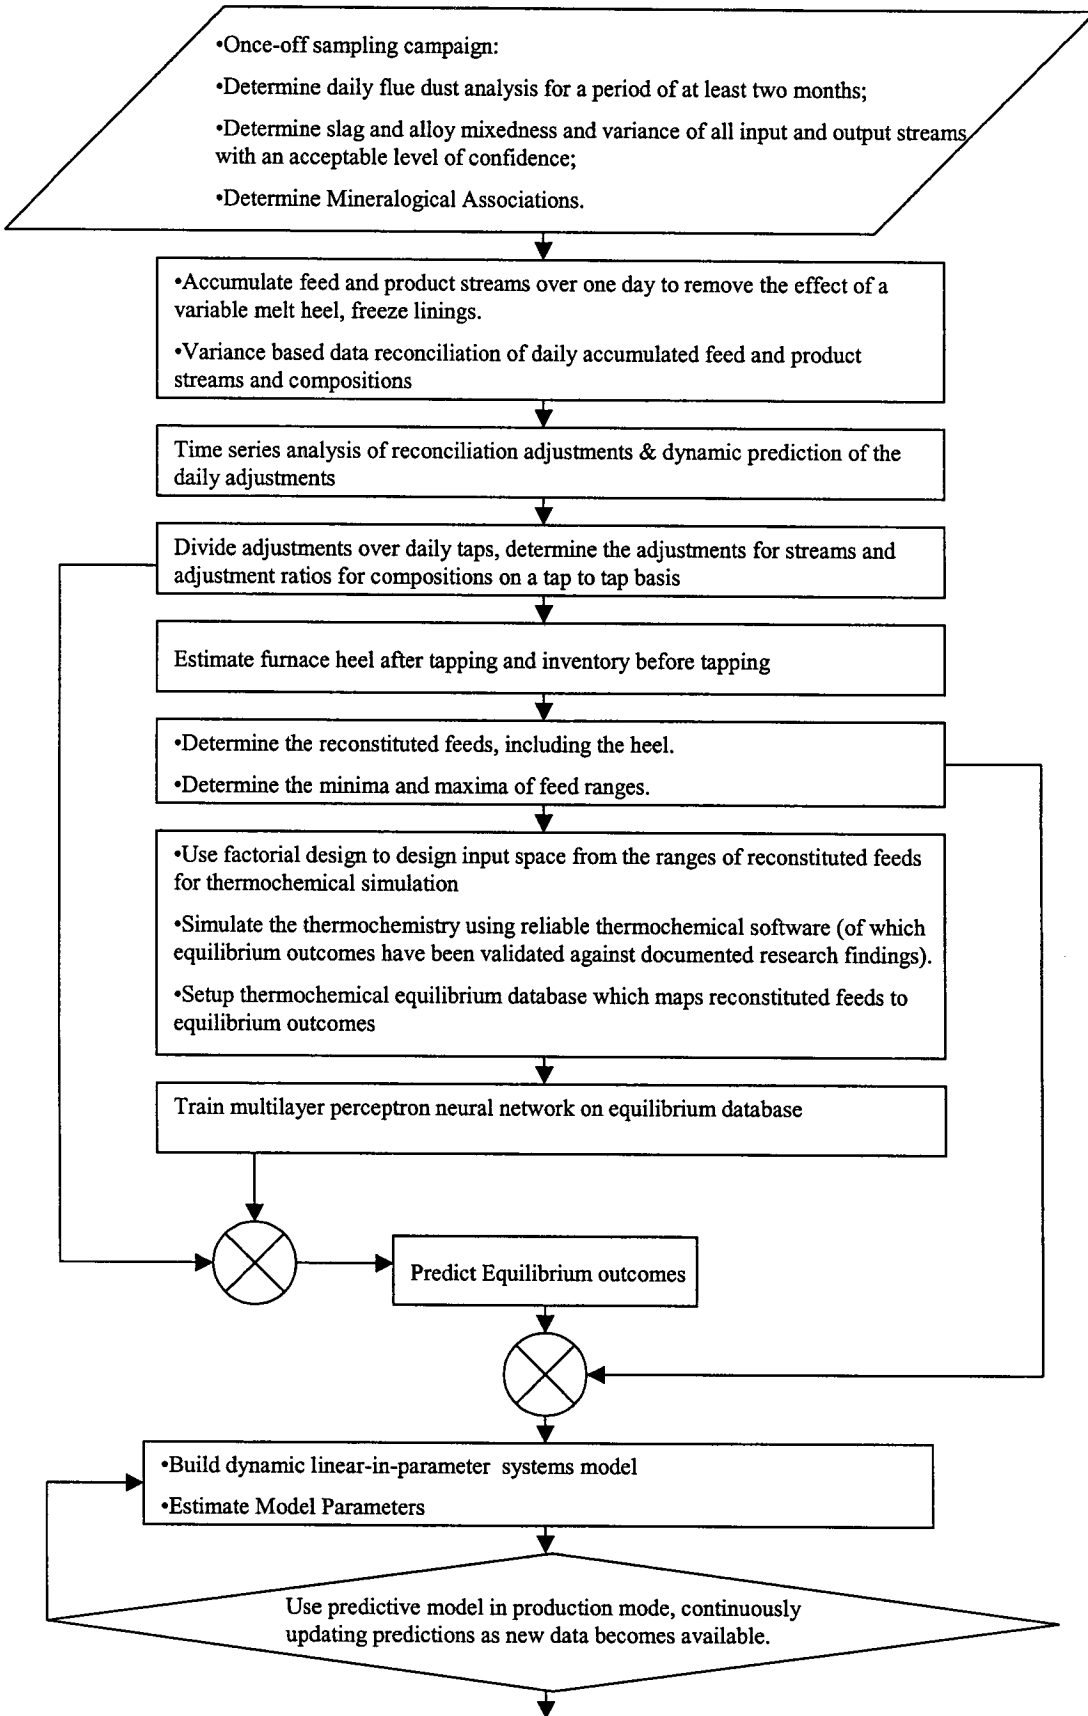 •Once-off sampling campaign:
•Determine daily flue dust analysis for a period of at least two months;
•Determine slag and alloy mixedness and variance of all input and output streams
with an acceptable level of confidence;
•Determine Mineralogical Associations.
•Accumulate feed and product streams over one day to remove the effect of a
variable melt heel, freeze linings.
•Variance based data reconciliation of daily accumulated feed and product
streams and compositions
Time series analysis of reconciliation adjustments & dynamic prediction of the
daily adjustments
Divide adjustments over daily taps, determine the adjustments for streams and
adjustment ratios for compositions on a tap to tap basis
Estimate furnace heel after tapping and inventory before tapping
•Determine the reconstituted feeds, including the heel.
•Determine the minima and maxima of feed ranges.
•Use factorial design to design input space from the ranges of reconstituted feeds
for thermochemical simulation
•Simulate the thermochemistry using reliable thermochemical software (of which
equilibrium outcomes have been validated against documented research findings).
•Setup thermochemical equilibrium database which maps reconstituted feeds to
equilibrium outcomes
Train multilayer perceptron neural network on equilibrium database
Predict Equilibrium outcomes
•Build dynamic linear-in-parameter systems model
•Estimate Model Parameters
Use predictive model in production mode, continuously
updating predictions as new data becomes available.